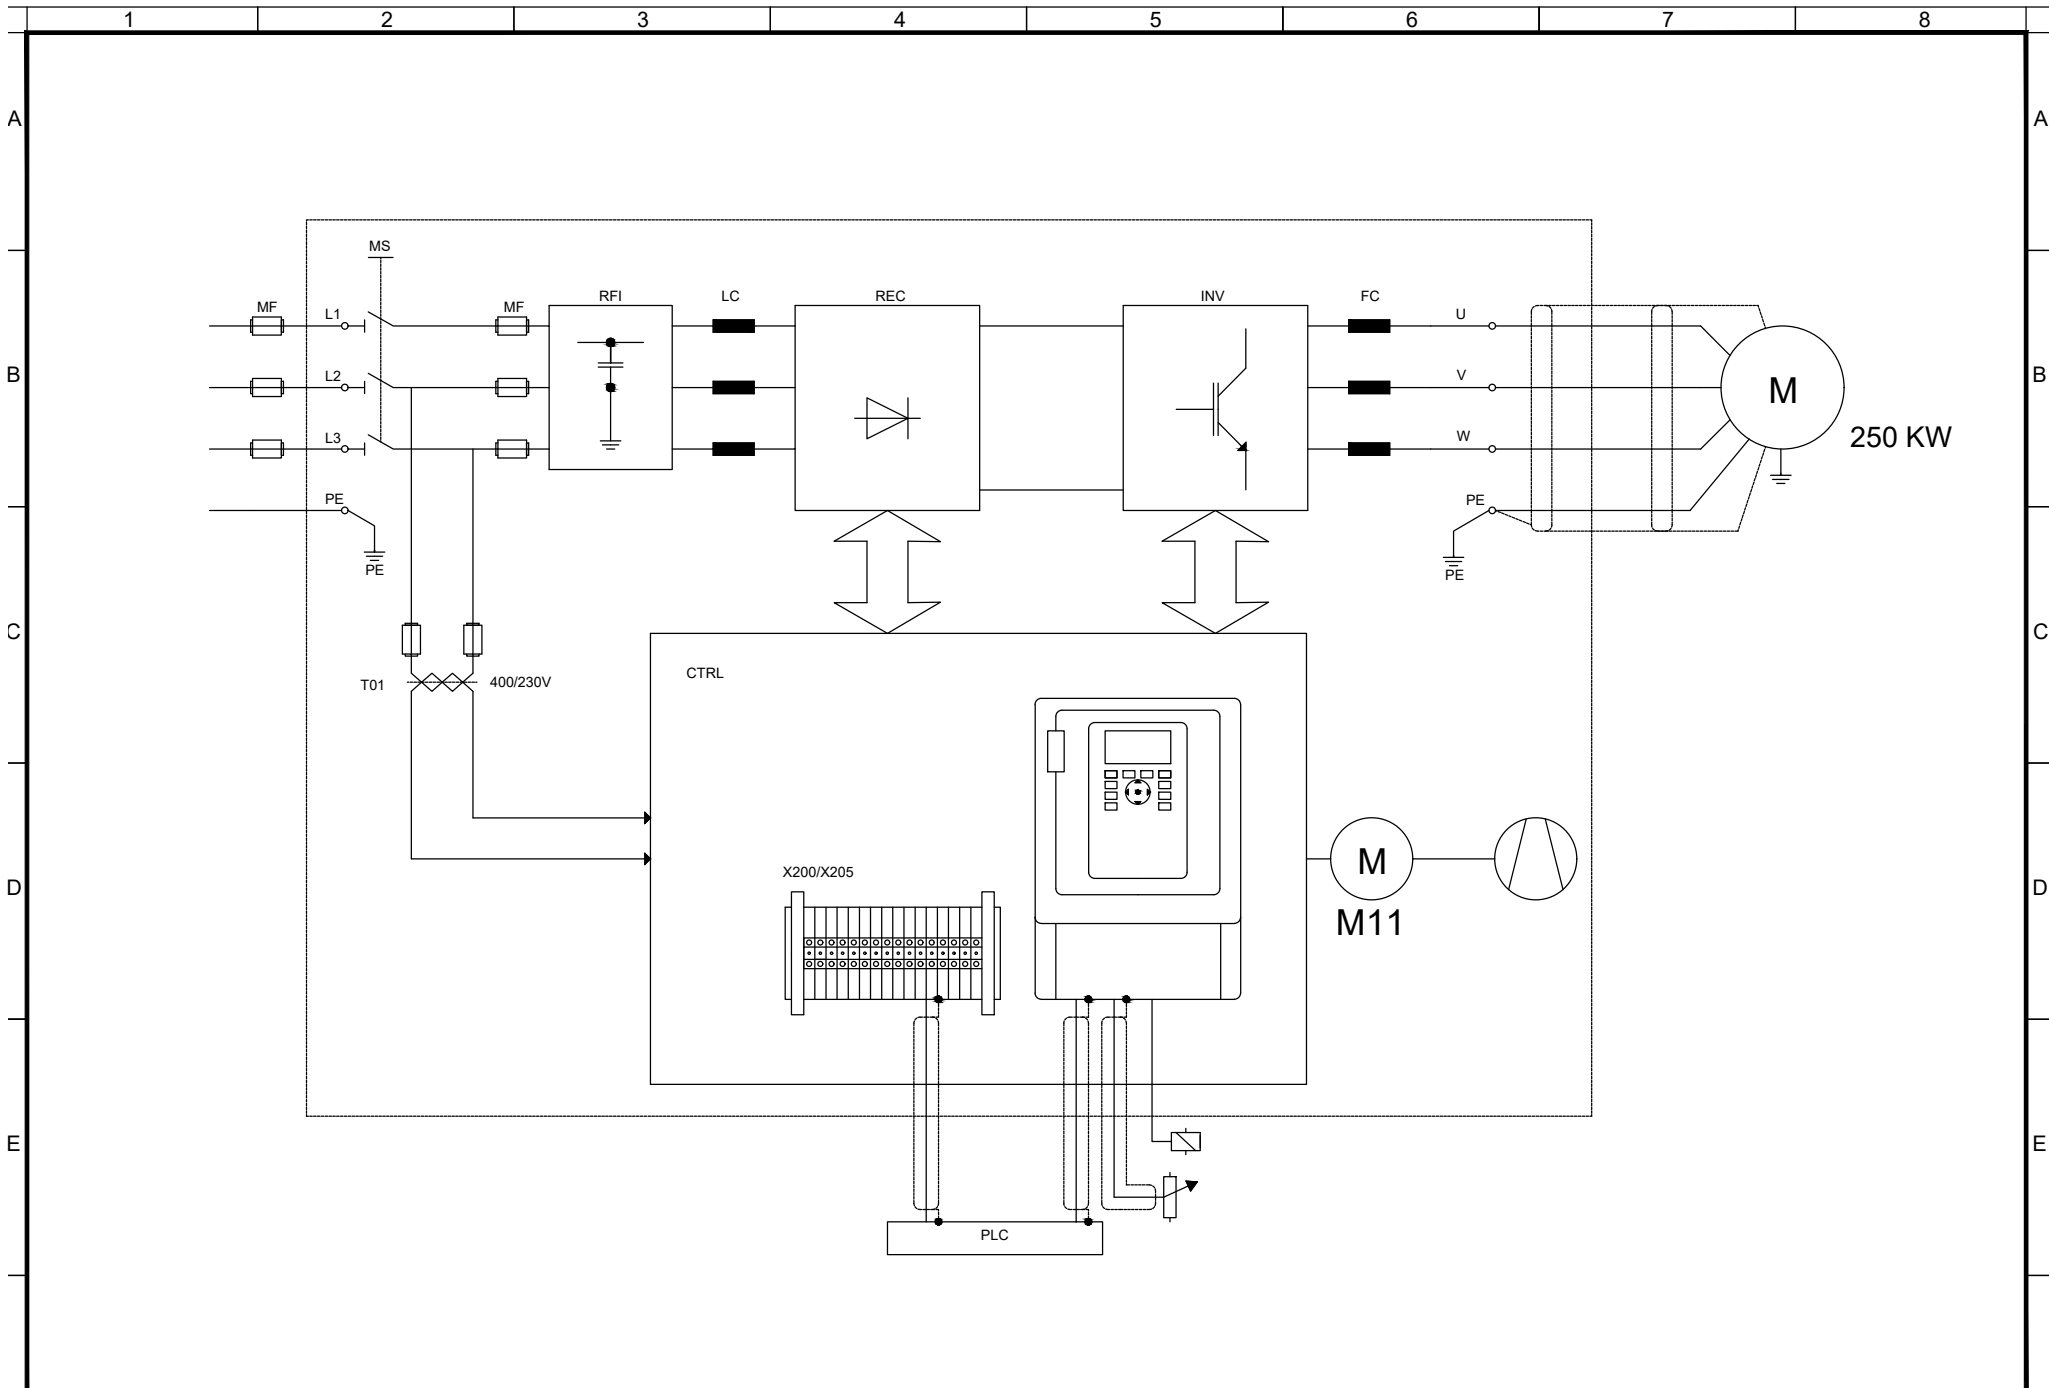 1 2 3 4 5 6 7 8
A A
MS
MF L1 MF RFI LC REC INV FC U
B L2 V M B
L3 W 250 KW
PE PE
PE PE
C C
T01 400/230V CTRL
X200/X205 M
D D
M11
E E
PLC